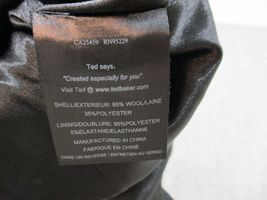 CA25459 RN95229
Ted says,
"Created especially for you".
Visit Ted @ www.tedbaker.com
SHELL/EXTERIEUR: 65% WOOL/LAINE
35%POLYESTER
LINING/DOUBLURE: 95%POLYESTER
5%ELASTANE/ELASTHANNE
MADE IN CHINA
FABRIQUE EN CHINE
CARE ON REVERSE / ENTRETIEN AU VERSO